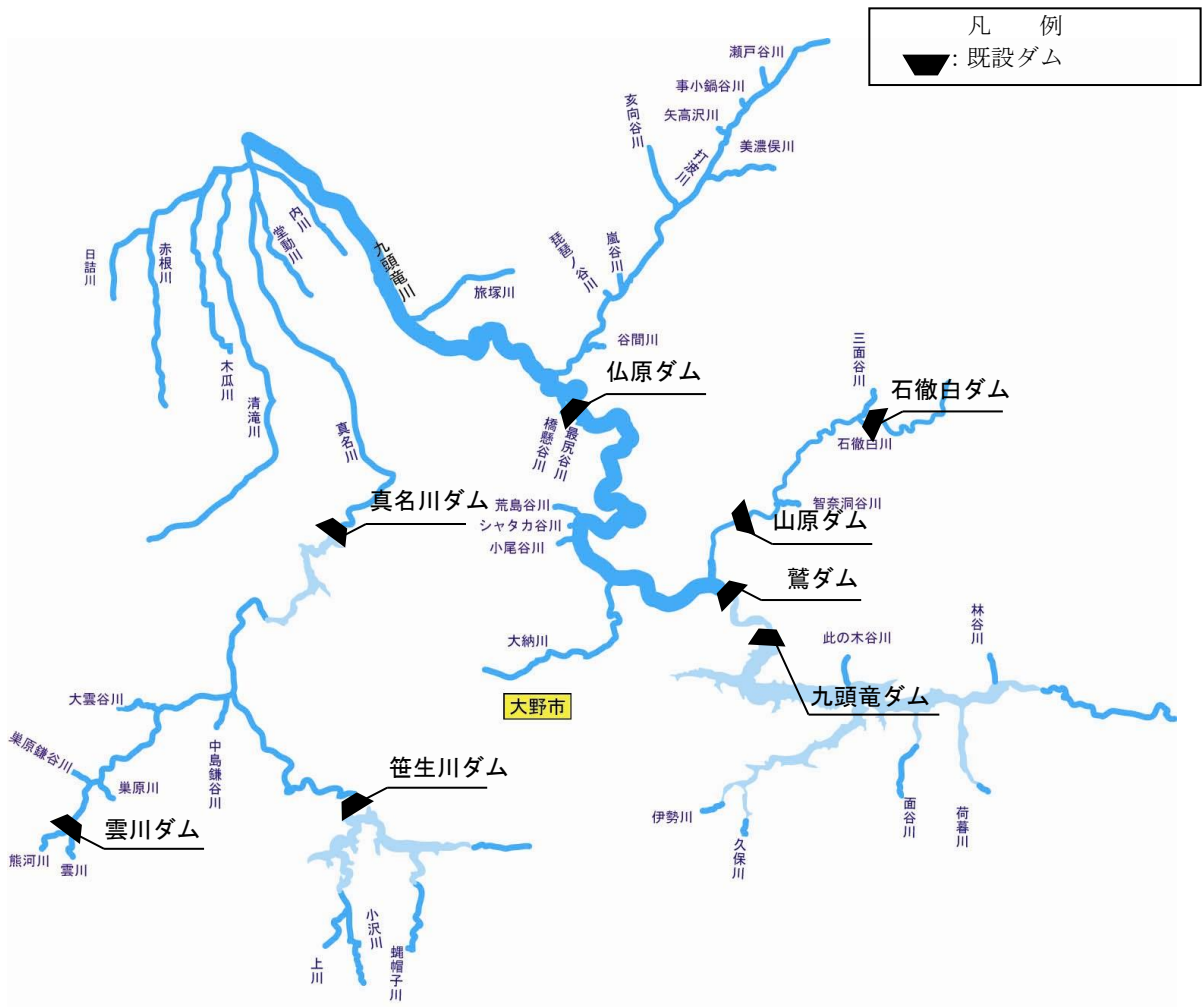 凡 例
: 既設ダム
瀬戸谷川
事小鍋谷川
矢高沢川
亥向谷川
打波川
美濃俣川
内川
堂動川
九頭竜川
日詰川
赤根川
琵琶ノ谷川
嵐谷川
旅塚川
谷間川
木瓜川
清滝川
真名川
仏原ダム
橋懸谷川
最尻谷川
三面谷川
石徹白ダム
石徹白川
真名川ダム
荒島谷川
シャタカ谷川
小尾谷川
智奈洞谷川
山原ダム
鷲ダム
大納川
此の木谷川
林谷川
大野市
九頭竜ダム
大雲谷川
中島鎌谷川
巣原鎌谷川
巣原川
笹生川ダム
雲川ダム
熊河川
雲川
伊勢川
久保川
面谷川
荷暮川
上川
小沢川
蝿帽子川